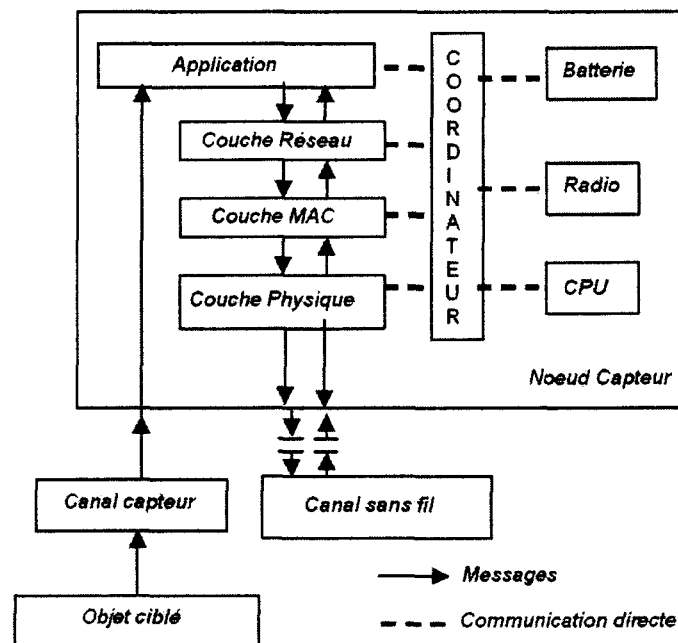 Application
Couche Réseau
Couche MAC
Couche Physique
COORDINATEUR
Batterie
Radio
CPU
Noeud Capteur
Canal capteur
Canal sans fil
Objet ciblé
Messages
Communication directe